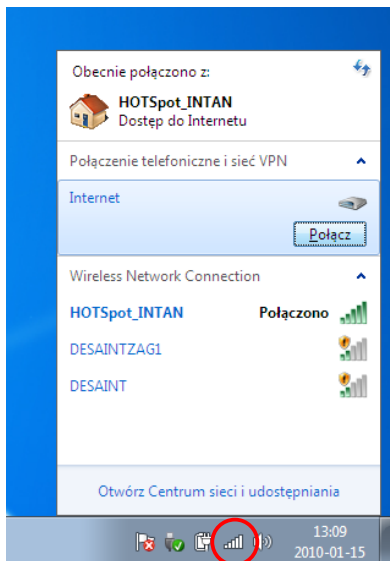 Obecnie połączono z:
HOTSpot_INTAN
Dostęp do Internetu
Połączenie telefoniczne i sieć VPN
Internet
Połącz
Wireless Network Connection
HOTSpot_INTAN Połączono
DESAINTZAG1
DESAINT
Otwórz Centrum sieci i udostępniania
13:09
2010-01-15